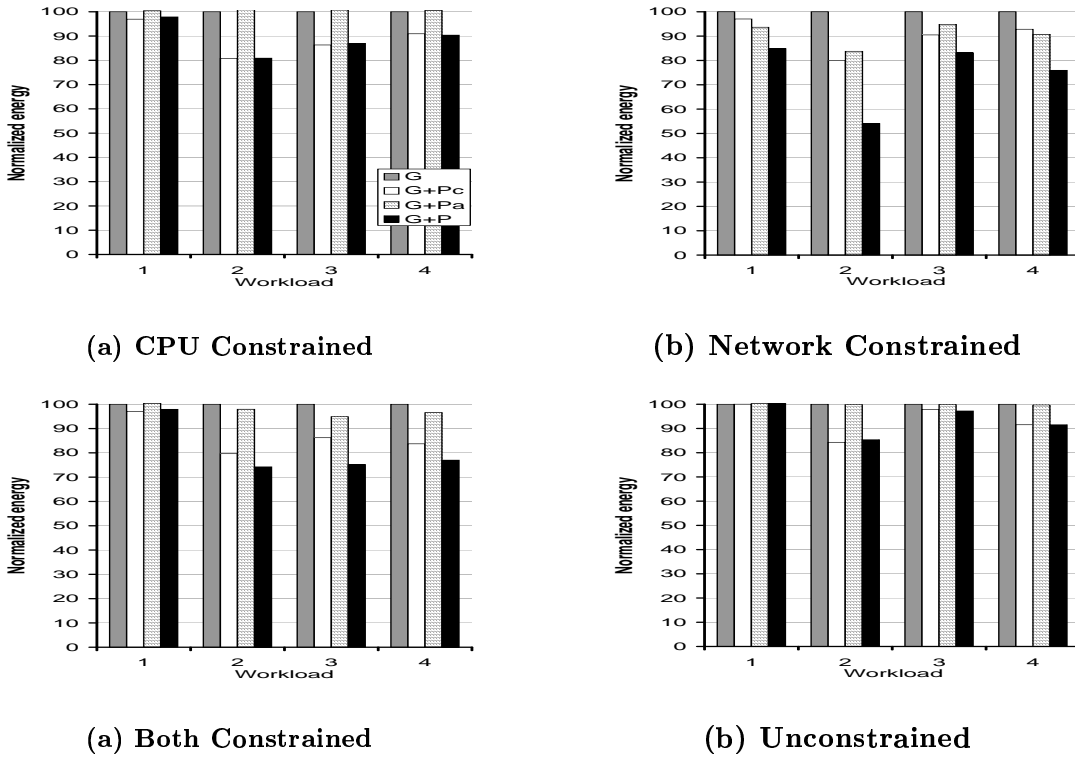 100
90
80
70
60
50
40
30
20
10
0
Normalized energy
G
G+Pc
G+Pa
G+P
1 2 3 4
Workload
(a) CPU Constrained
100
90
80
70
60
50
40
30
20
10
0
Normalized energy
1 2 3 4
Workload
(b) Network Constrained
100
90
80
70
60
50
40
30
20
10
0
Normalized energy
1 2 3 4
Workload
(a) Both Constrained
100
90
80
70
60
50
40
30
20
10
0
Normalized energy
1 2 3 4
Workload
(b) Unconstrained